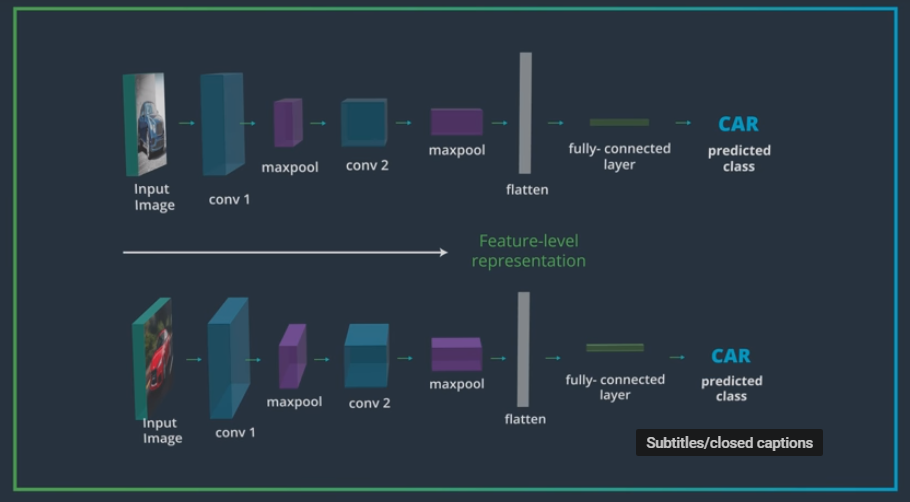 Input
Image
conv 1
maxpool
conv 2
maxpool
flatten
fully- connected
layer
CAR
predicted
class
Feature-level
representation
Input
Image
conv 1
maxpool
conv 2
maxpool
flatten
fully- connected
layer
CAR
predicted
class
Subtitles/closed captions